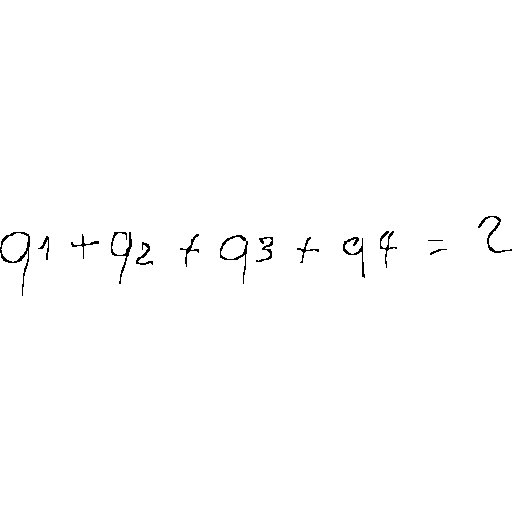 q1 + q2 + q3 + q4 = 2